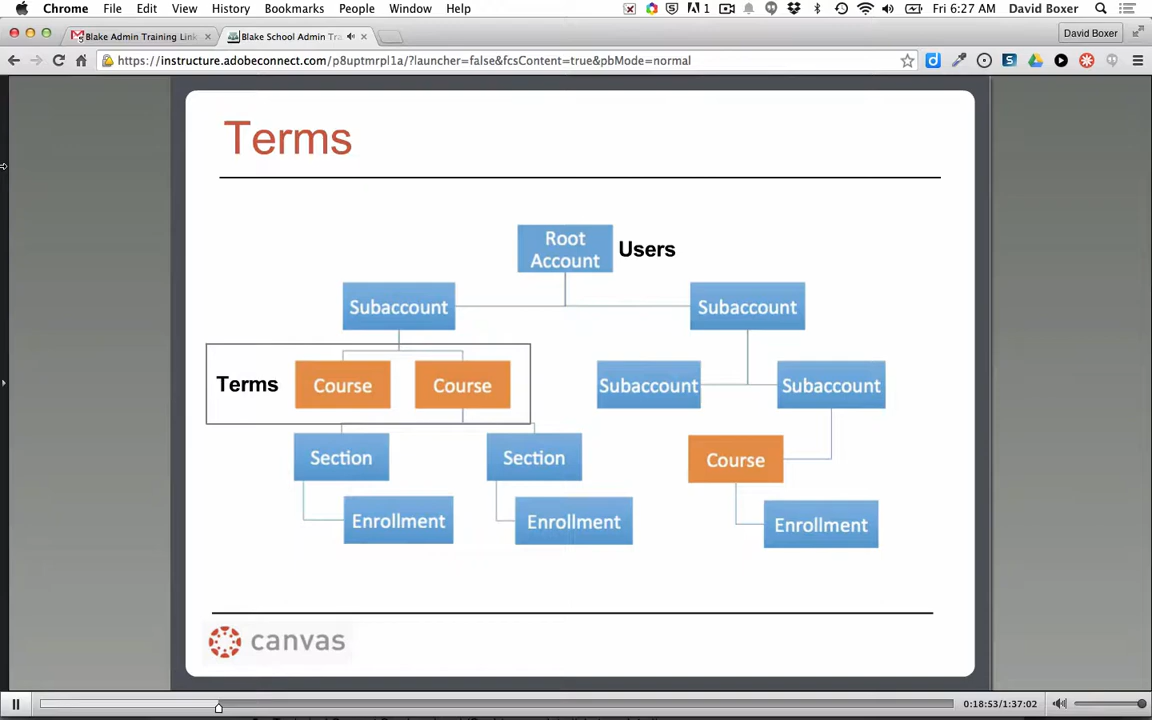 Chrome File Edit View History Bookmarks People Window Help 1 Fri 6:27 AM David Boxer
Blake Admin Training Link Blake School Admin Tra David Boxer
https://instructure.adobeconnect.com/p8uptmrpl1a/?launcher=false&fcsContent=true&pbMode=normal
Terms
Root
Account
Users
Subaccount Subaccount
Terms Course Course Subaccount Subaccount
Section Section Course
Enrollment Enrollment Enrollment
canvas
0:18:53/1:37:02